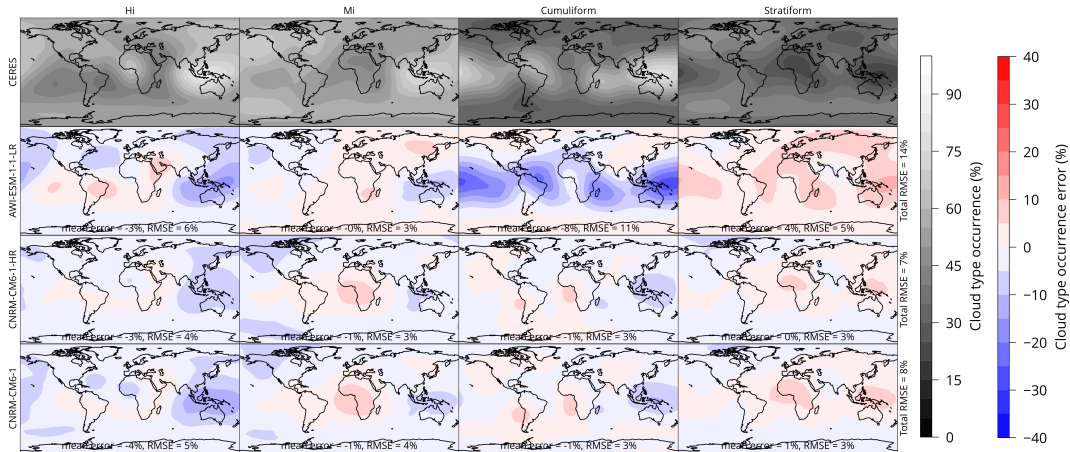 Hi Mi Cumuliform Stratiform
CERES
AWI-ESM-1-1-LR
mean error = -3%, RMSE = 6% mean error = -0%, RMSE = 3% mean error = -8%, RMSE = 11% mean error = 4%, RMSE = 5%
Total RMSE = 14%
CNRM-CM6-1-HR
mean error = -3%, RMSE = 4% mean error = -1%, RMSE = 3% mean error = -1%, RMSE = 3% mean error = 0%, RMSE = 3%
Total RMSE = 7%
CNRM-CM6-1
mean error = -4%, RMSE = 5% mean error = -1%, RMSE = 4% mean error = -1%, RMSE = 3% mean error = 1%, RMSE = 3%
Total RMSE = 8%
90
75
60
45
30
15
0
Cloud type occurrence (%)
40
30
20
10
0
−10
−20
−30
−40
Cloud type occurence error (%)